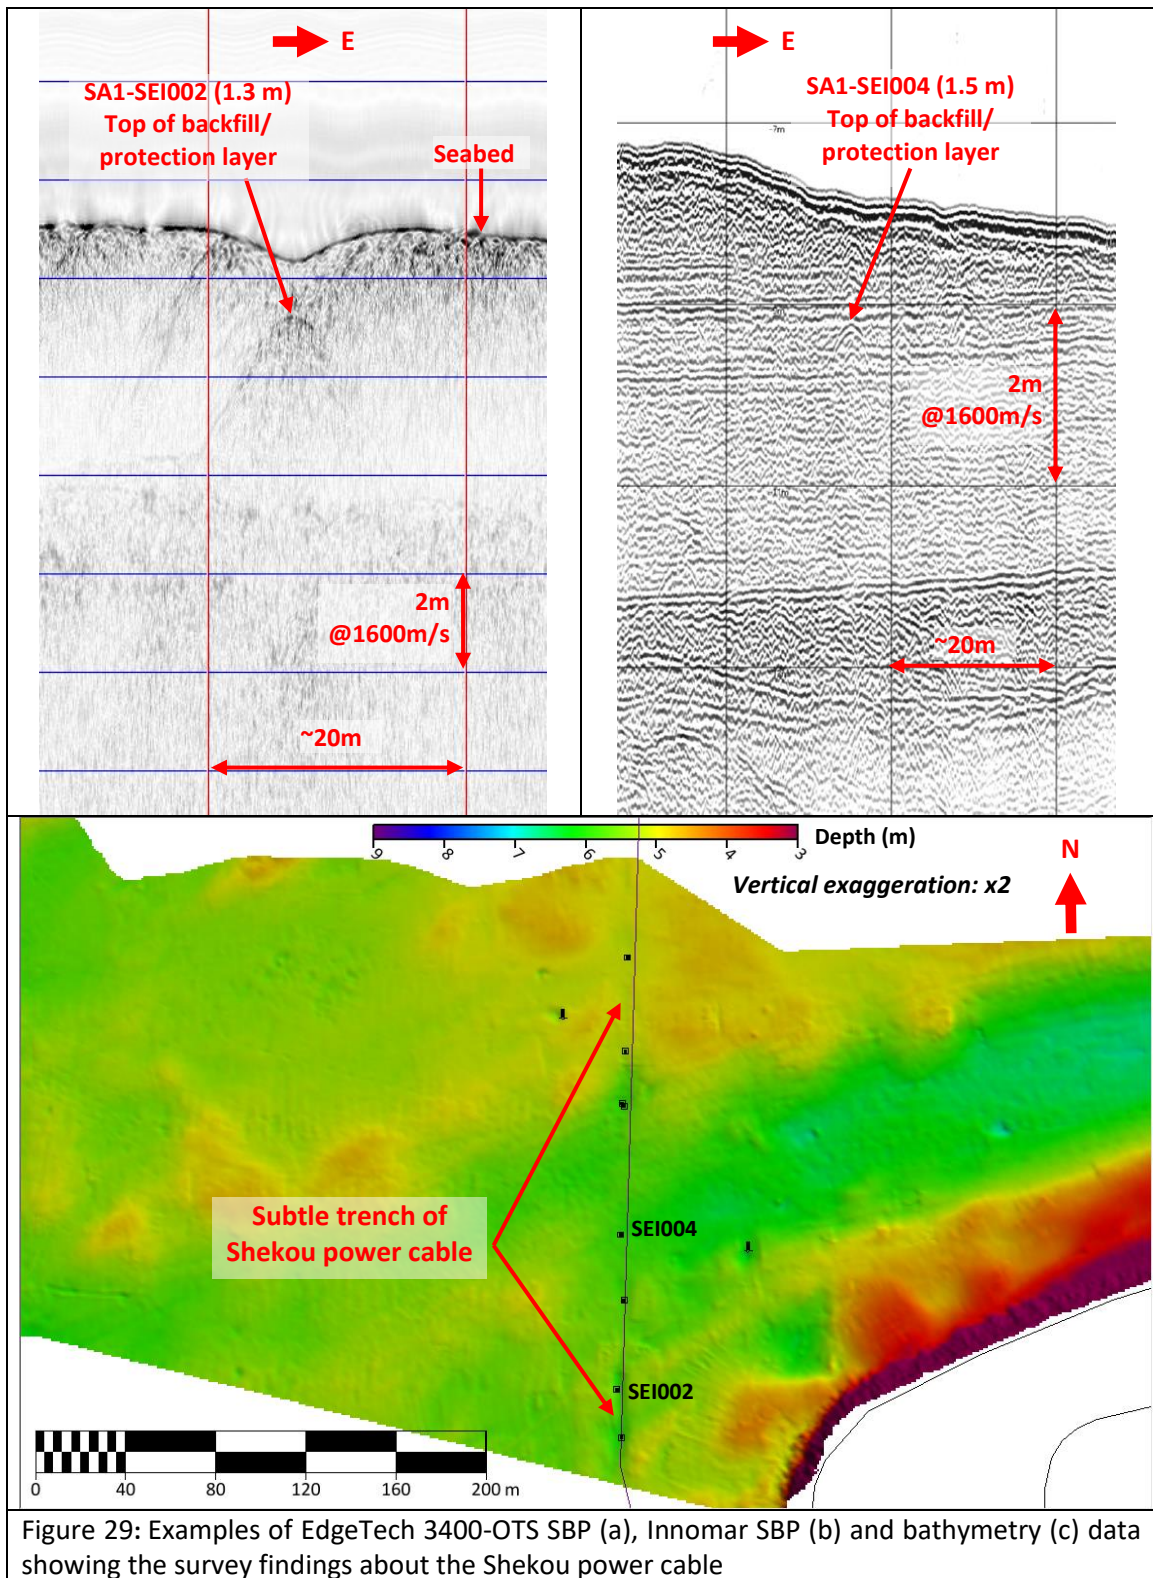 E
SA1-SEI002 (1.3 m)
Top of backfill/
protection layer
Seabed
2m
@1600m/s
~20m
E
SA1-SEI004 (1.5 m)
Top of backfill/
protection layer
-7m
2m
@1600m/s
-11m
~20m
9 8 7 6 5 4 3
Depth (m)
Vertical exaggeration: x2
N
Subtle trench of
Shekou power cable
SEI004
SEI002
0 40 80 120 160 200 m
Figure 29: Examples of EdgeTech 3400-OTS SBP (a), Innomar SBP (b) and bathymetry (c) data
showing the survey findings about the Shekou power cable